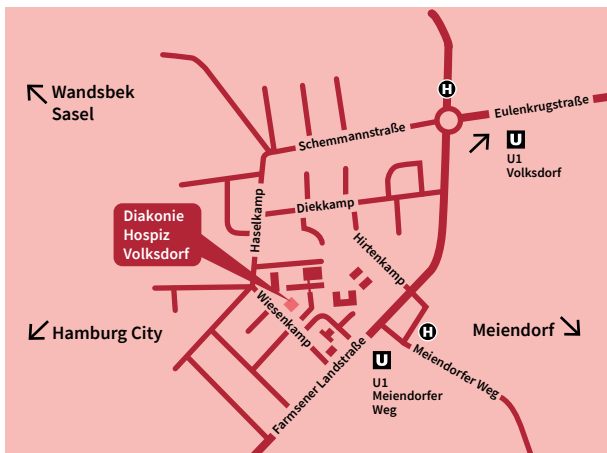 H
Wandsbek
Sasel
Eulenkrugstraße
Schemmannstraße
U
U1
Volksdorf
Diekkamp
Diakonie
Hospiz
Volksdorf
Haselkamp
Hirtenkamp
Wiesenkamp
Hamburg City
H
Meiendorf
Farmsener Landstraße
U
U1
Meiendorfer
Weg
Meiendorfer Weg